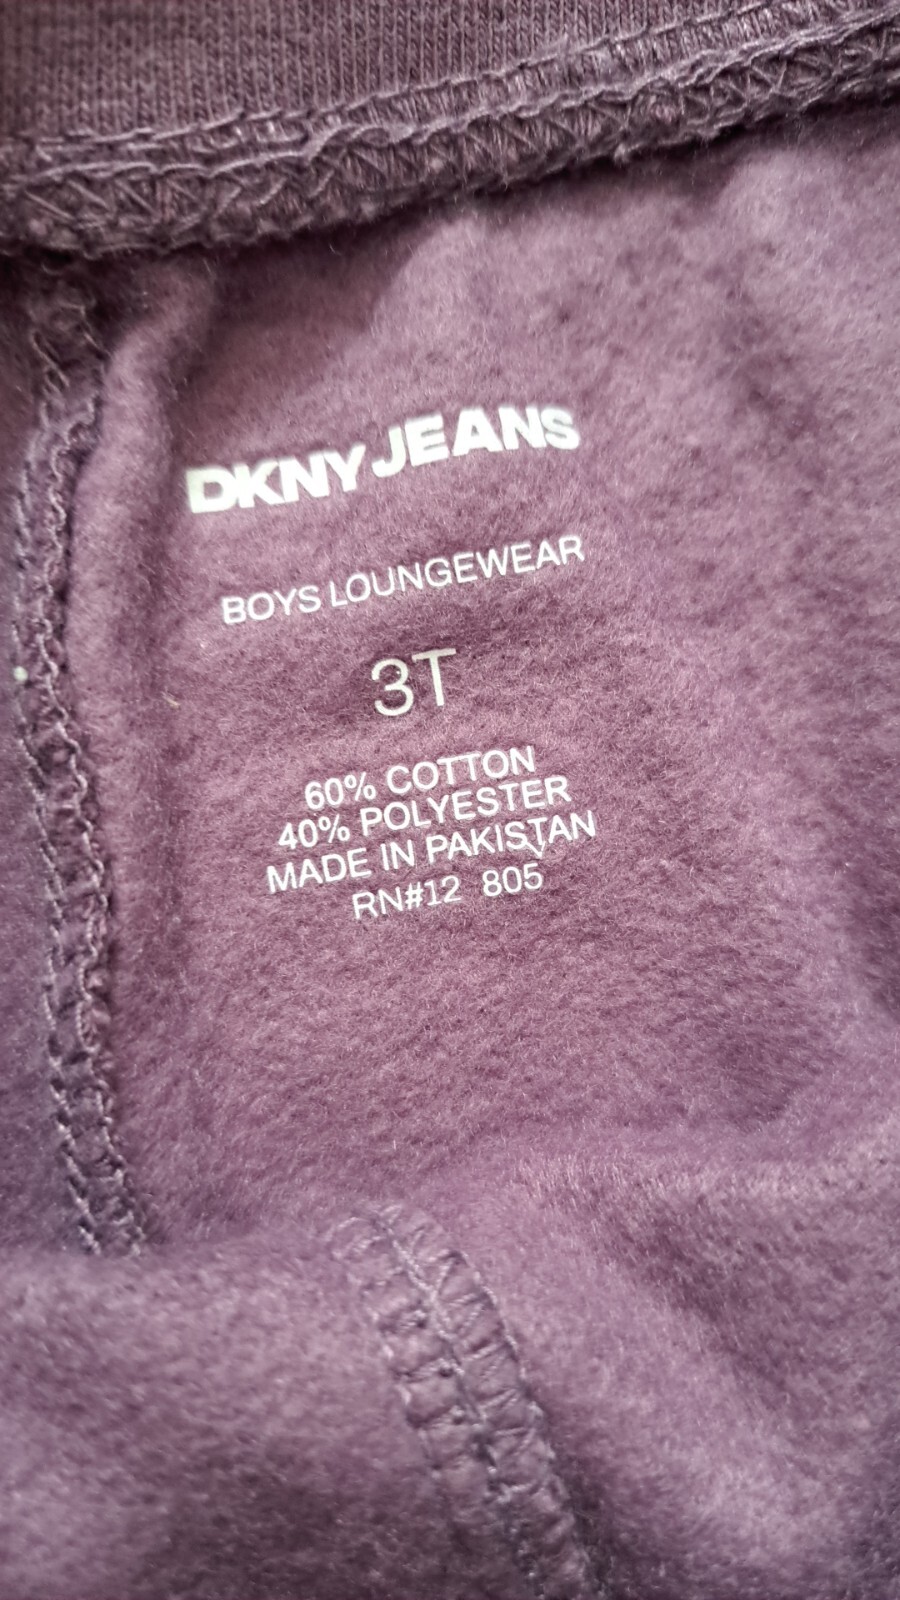 DKNY JEANS
BOYS LOUNGEWEAR
3T
60% COTTON
40% POLYESTER
MADE IN PAKISTAN
RN#12 805